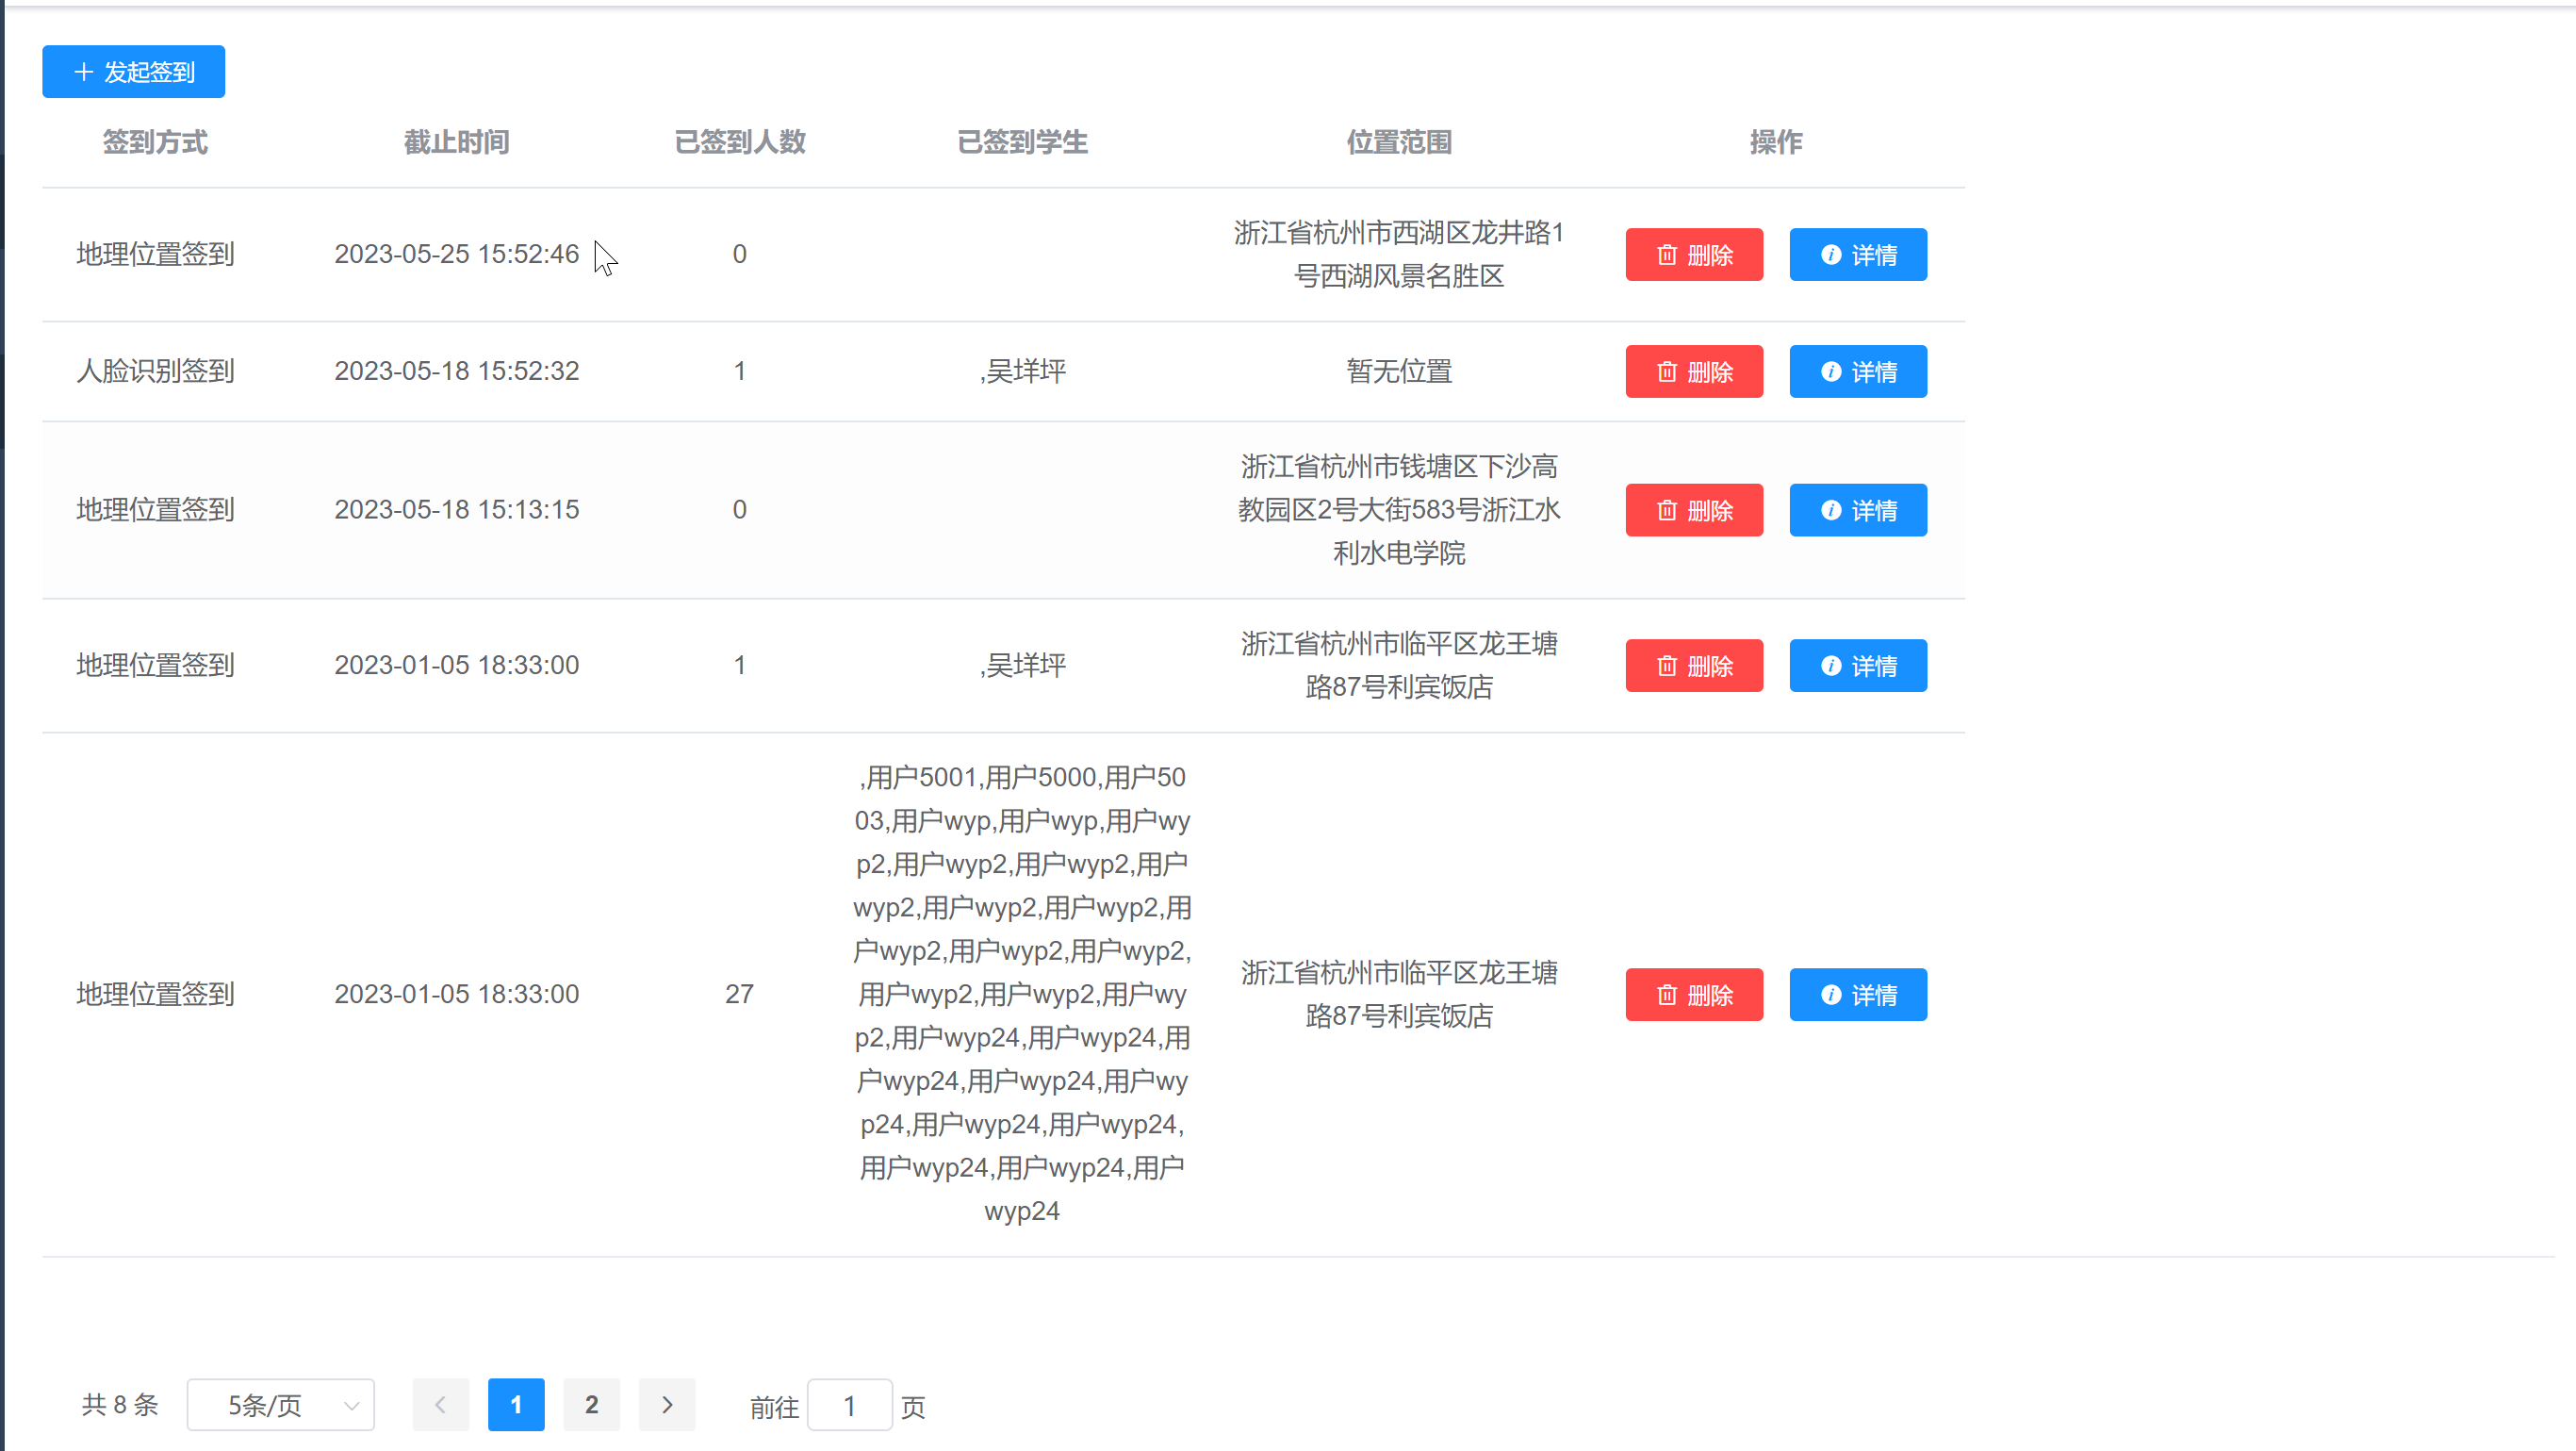 发起签到
签到方式 截止时间 已签到人数 已签到学生 位置范围 操作
地理位置签到 2023-05-25 15:52:46 0 浙江省杭州市西湖区龙井路1
号西湖风景名胜区 删除 详情
人脸识别签到 2023-05-18 15:52:32 1 ,吴垟坪 暂无位置 删除 详情
地理位置签到 2023-05-18 15:13:15 0 浙江省杭州市钱塘区下沙高
教园区2号大街583号浙江水
利水电学院 删除 详情
地理位置签到 2023-01-05 18:33:00 1 ,吴垟坪 浙江省杭州市临平区龙王塘
路87号利宾饭店 删除 详情
地理位置签到 2023-01-05 18:33:00 27
,用户5001,用户5000,用户50
03,用户wyp,用户wyp,用户wy
p2,用户wyp2,用户wyp2,用户
wyp2,用户wyp2,用户wyp2,用
户wyp2,用户wyp2,用户wyp2,
用户wyp2,用户wyp2,用户wy
p2,用户wyp24,用户wyp24,用
户wyp24,用户wyp24,用户wy
p24,用户wyp24,用户wyp24,
用户wyp24,用户wyp24,用户
wyp24
浙江省杭州市临平区龙王塘
路87号利宾饭店
删除 详情
共 8 条 5条/页 1 2 前往 1 页